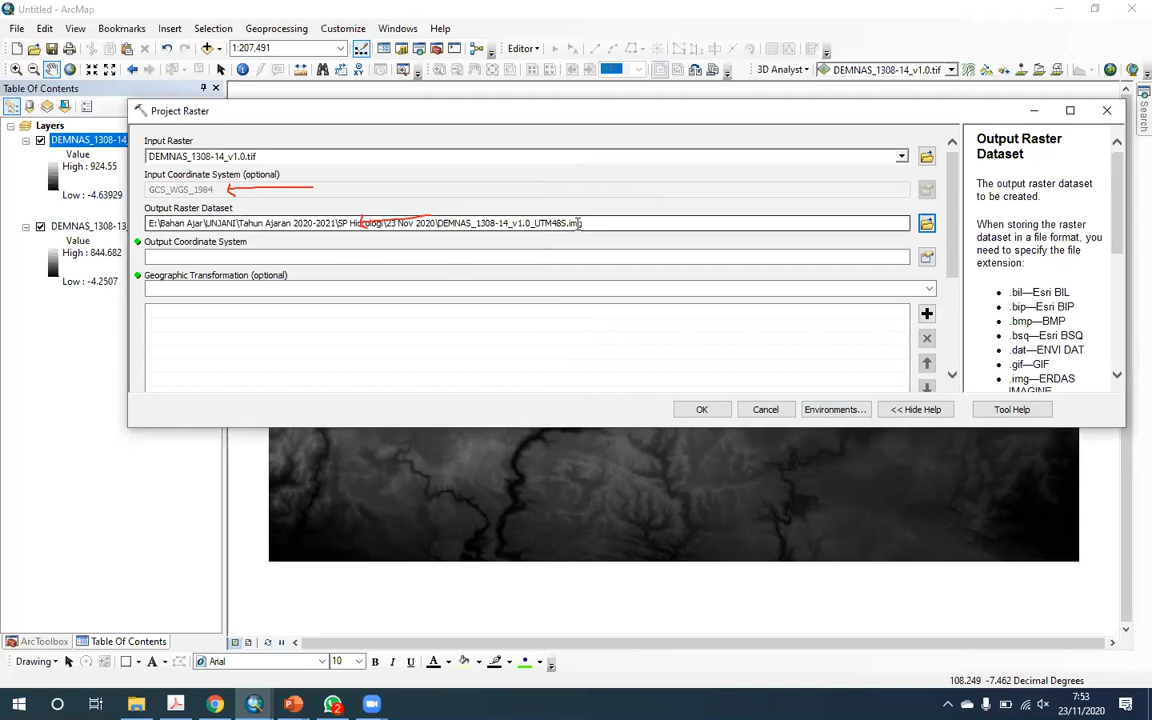 Untitled - ArcMap
File Edit View Bookmarks Insert Selection Geoprocessing Customize Windows Help
1:207,491 Editor
3D Analyst DEMNAS_1308-14_v1.0.tif
Table Of Contents
Layers
DEMNAS_1308-14_
Value
High : 924.55
Low : -4.63929
DEMNAS_1308-13_
Value
High : 844.682
Low : -4.2507
Project Raster
Input Raster
DEMNAS_1308-14_v1.0.tif
Input Coordinate System (optional)
GCS_WGS_1984
Output Raster Dataset
E:\Bahan Ajar\UNJANI\Tahun Ajaran 2020-2021\SP Hidrologi\23 Nov 2020\DEMNAS_1308-14_v1.0_UTM48S.img
Output Coordinate System
Geographic Transformation (optional)
OK Cancel Environments... << Hide Help Tool Help
Output Raster
Dataset
The output raster dataset
to be created.
When storing the raster
dataset in a file format, you
need to specify the file
extension:
.bil—Esri BIL
.bip—Esri BIP
.bmp—BMP
.bsq—Esri BSQ
.dat—ENVI DAT
.gif—GIF
.img—ERDAS
IMAGINE
Search
ArcToolbox Table Of Contents
Drawing A Arial 10 B I U A
108.249 -7.462 Decimal Degrees
2
7:53
23/11/2020